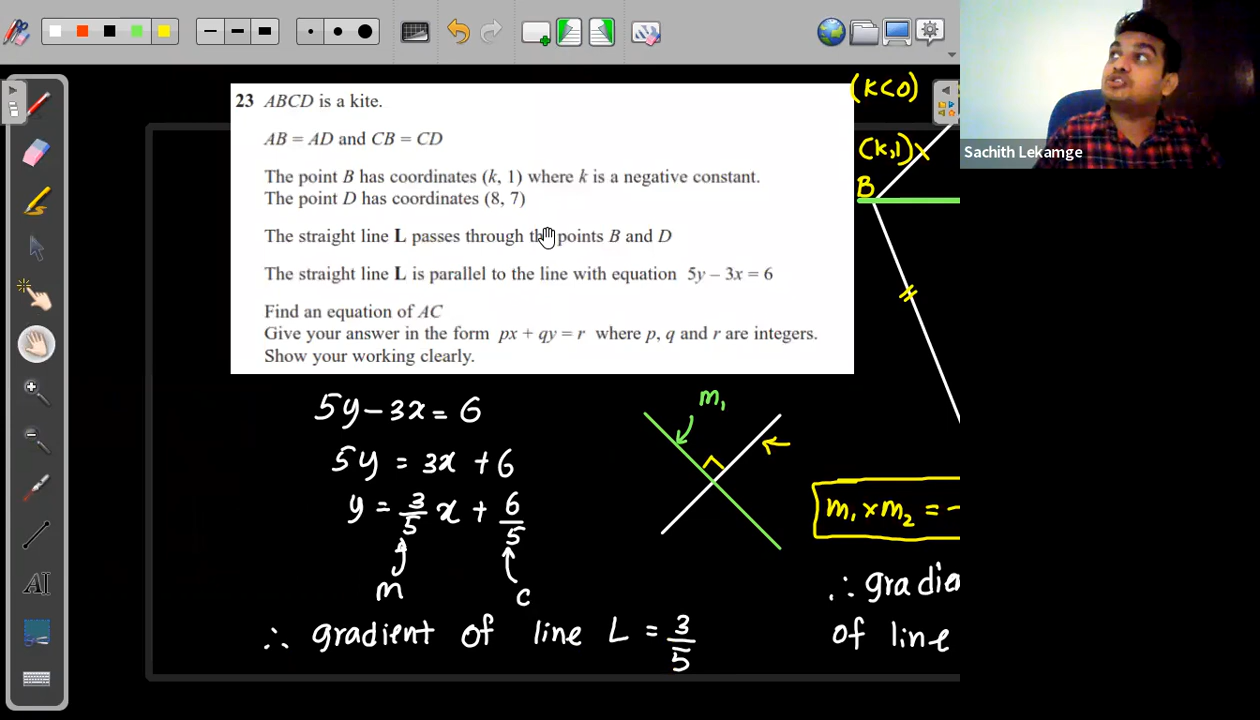 23 ABCD is a kite.
AB = AD and CB = CD
The point B has coordinates (k, 1) where k is a negative constant.
The point D has coordinates (8, 7)
The straight line L passes through the points B and D
The straight line L is parallel to the line with equation 5y – 3x = 6
Find an equation of AC
Give your answer in the form px + qy = r where p, q and r are integers.
Show your working clearly.
(k<0)
(k,1)
B
Sachith Lekamge
5y-3x = 6
5y = 3x + 6
y = 3/5 x + 6/5
m
c
∴ gradient of line L = 3/5
m₁
m₁ x m₂ = -
∴ gradie
of line
AI